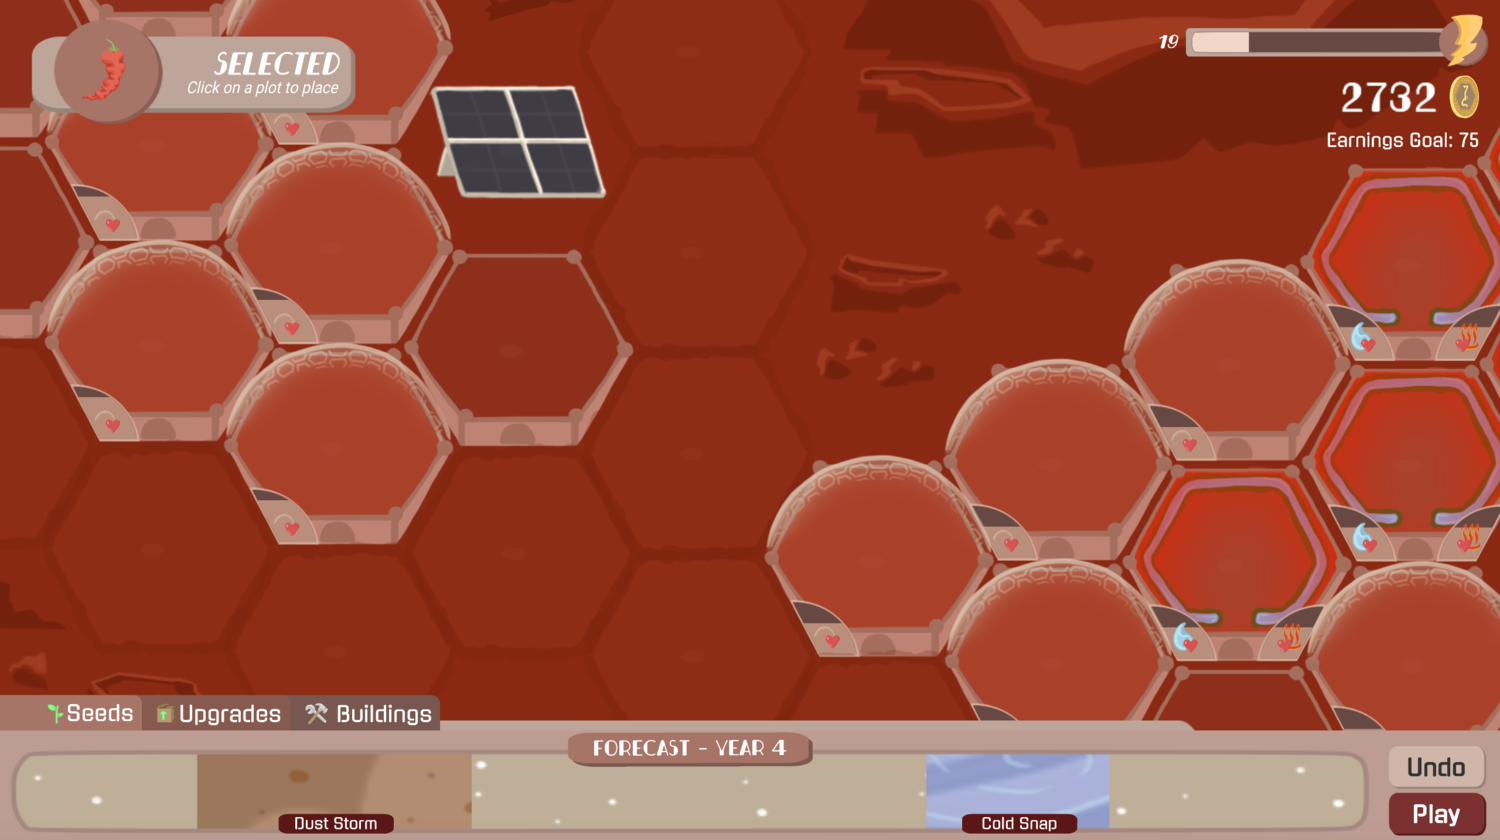 SELECTED
Click on a plot to place
19
2732
Earnings Goal: 75
Seeds
Upgrades
Buildings
FORECAST - YEAR 4
Dust Storm
Cold Snap
Undo
Play